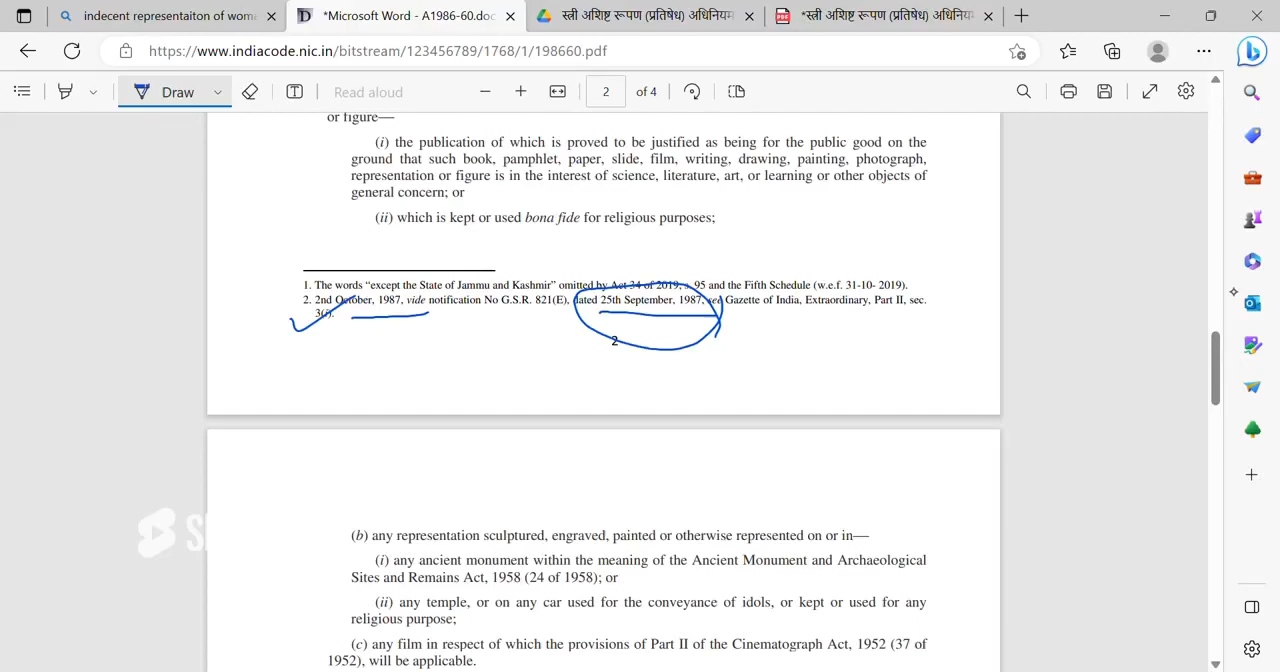 indecent representaiton of wom
*Microsoft Word - A1986-60.doc
स्त्री अशिष्ट रूपण (प्रतिषेध) अधिनियम
*स्त्री अशिष्ट रूपण (प्रतिषेध) अधिनि
https://www.indiacode.nic.in/bitstream/123456789/1768/1/198660.pdf
Draw
Read aloud
2 of 4
or figure—
(i) the publication of which is proved to be justified as being for the public good on the
ground that such book, pamphlet, paper, slide, film, writing, drawing, painting, photograph,
representation or figure is in the interest of science, literature, art, or learning or other objects of
general concern; or
(ii) which is kept or used bona fide for religious purposes;
1. The words “except the State of Jammu and Kashmir” omitted by Act 34 of 2019, s. 95 and the Fifth Schedule (w.e.f. 31-10- 2019).
2. 2nd October, 1987, vide notification No G.S.R. 821(E), dated 25th September, 1987, see Gazette of India, Extraordinary, Part II, sec.
3(i).
2
(b) any representation sculptured, engraved, painted or otherwise represented on or in—
(i) any ancient monument within the meaning of the Ancient Monument and Archaeological
Sites and Remains Act, 1958 (24 of 1958); or
(ii) any temple, or on any car used for the conveyance of idols, or kept or used for any
religious purpose;
(c) any film in respect of which the provisions of Part II of the Cinematograph Act, 1952 (37 of
1952), will be applicable.